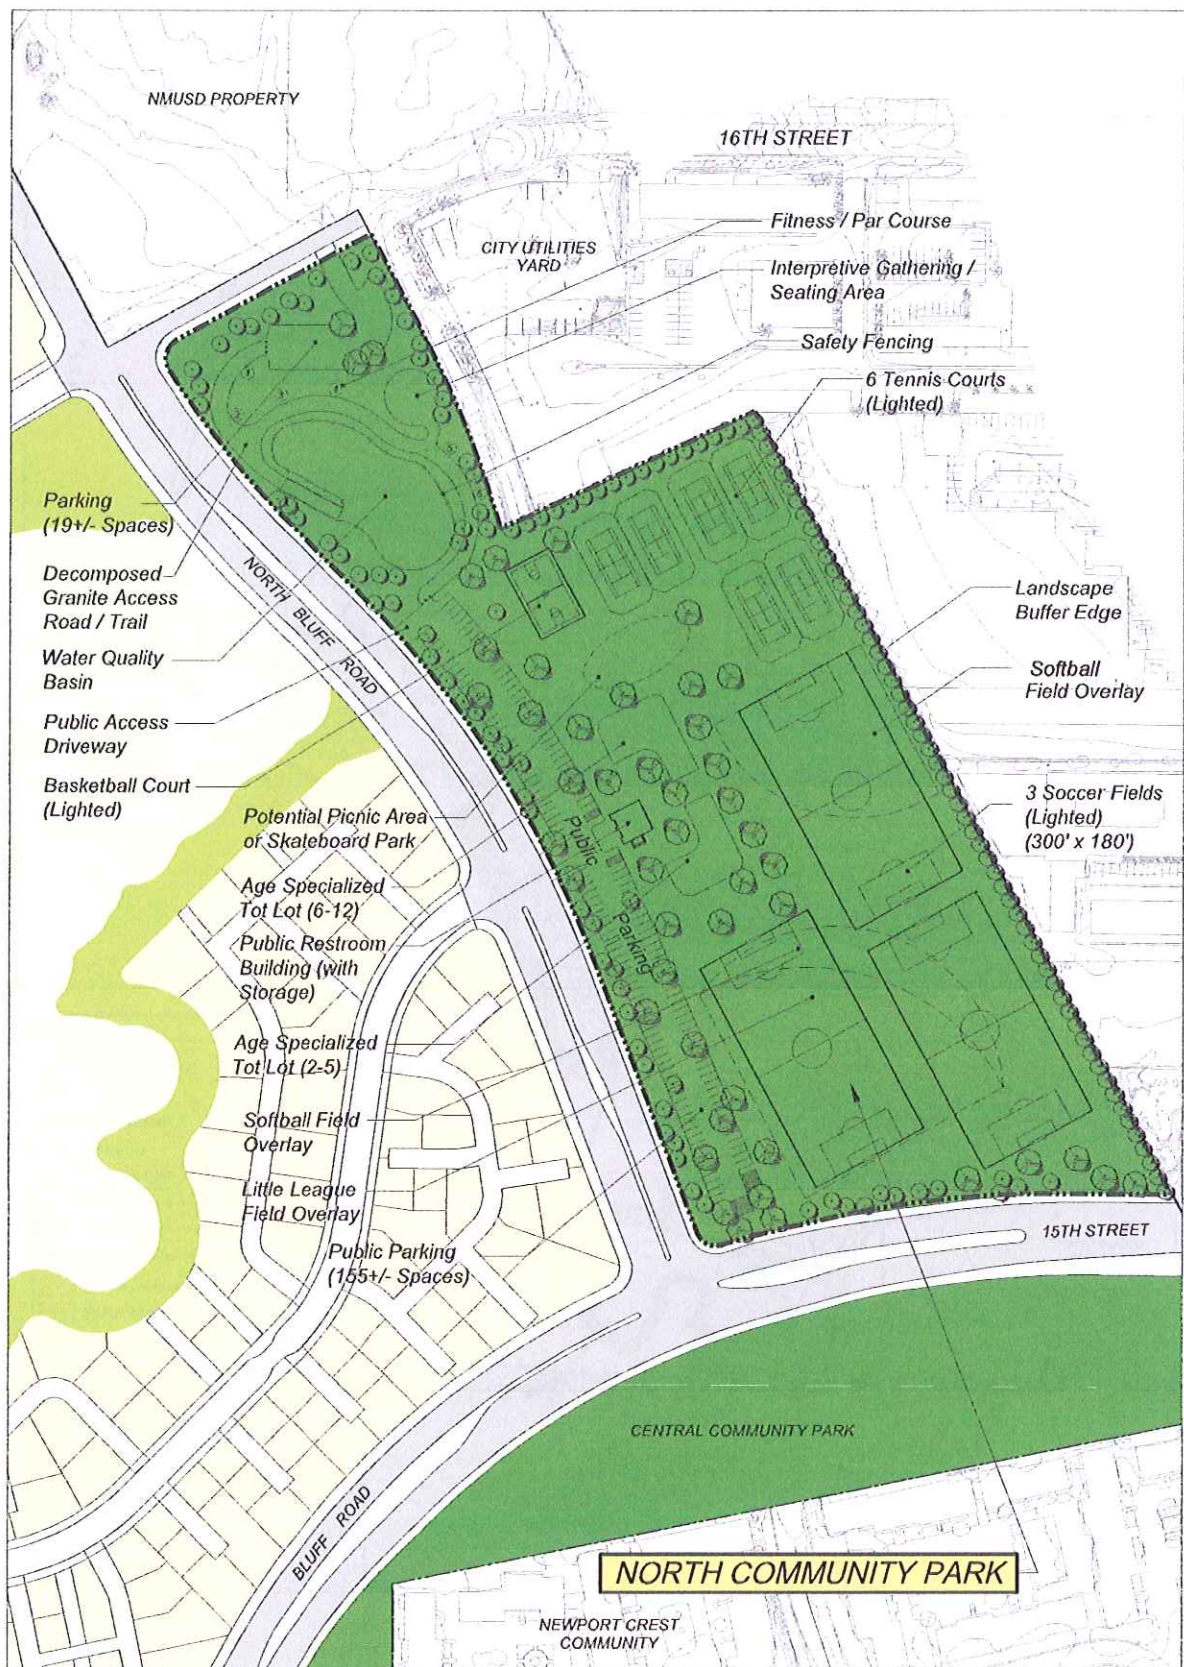 NMUSD PROPERTY
16TH STREET
Fitness / Par Course
CITY UTILITIES
YARD
Interpretive Gathering /
Seating Area
Safety Fencing
6 Tennis Courts
(Lighted)
Parking
(19+/- Spaces)
Decomposed
Granite Access
Road / Trail
NORTH BLUFF ROAD
Landscape
Buffer Edge
Water Quality
Basin
Softball
Field Overlay
Public Access
Driveway
Basketball Court
(Lighted)
3 Soccer Fields
(Lighted)
(300' x 180')
Potential Picnic Area
or Skateboard Park
Public Parking
Age Specialized
Tot Lot (6-12)
Public Restroom
Building (with
Storage)
Age Specialized
Tot Lot (2-5)
Softball Field
Overlay
Little League
Field Overlay
Public Parking
(155+/- Spaces)
15TH STREET
CENTRAL COMMUNITY PARK
BLUFF ROAD
NORTH COMMUNITY PARK
NEWPORT CREST
COMMUNITY